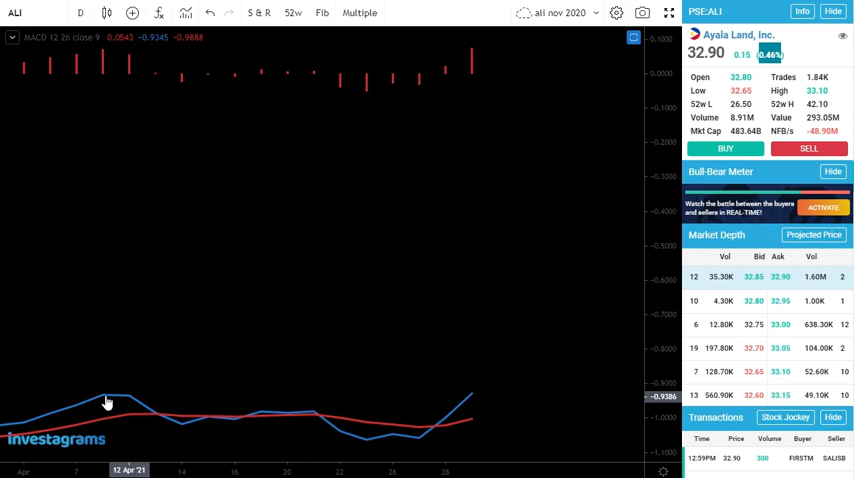 ALI D S & R 52w Fib Multiple ali nov 2020
MACD 12 26 close 9 0.0543 −0.9345 −0.9888
0.1000
0.0000
−0.1000
−0.2000
−0.3000
−0.4000
−0.5000
−0.6000
−0.7000
−0.8000
−0.9000
−0.9386
−1.0000
−1.1000
Investagrams
Apr 7 12 Apr '21 14 16 20 22 26 28
PSE:ALI Info Hide
Ayala Land, Inc.
32.90 0.15 (0.46%)
Open 32.80 Trades 1.84K
Low 32.65 High 33.10
52w L 26.50 52w H 42.10
Volume 8.91M Value 293.05M
Mkt Cap 483.64B NFB/s -48.90M
BUY SELL
Bull-Bear Meter Hide
Watch the battle between the buyers
and sellers in REAL-TIME! ACTIVATE
Market Depth Projected Price
Vol Bid Ask Vol
12 35.30K 32.85 32.90 1.60M 2
10 4.30K 32.80 32.95 1.00K 1
6 12.80K 32.75 33.00 638.30K 12
19 197.80K 32.70 33.05 104.00K 2
7 128.70K 32.65 33.10 52.60K 10
13 560.90K 32.60 33.15 49.10K 10
Transactions Stock Jockey Hide
Time Price Volume Buyer Seller
12:59PM 32.90 300 FIRSTM SALISB